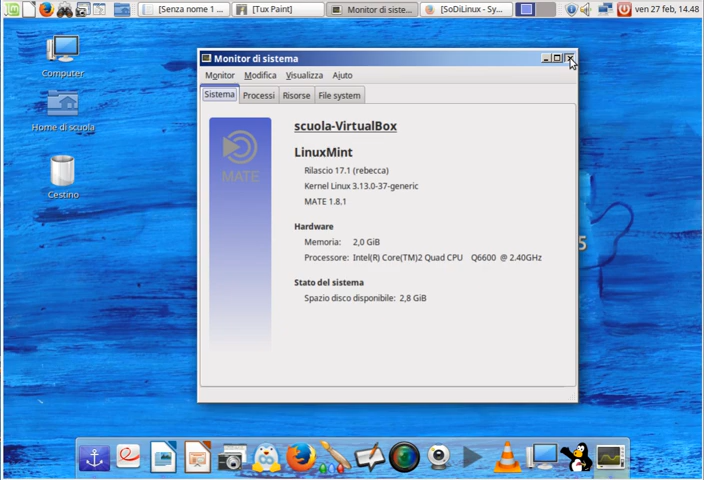 [Senza nome 1 ...
[Tux Paint]
Monitor di siste...
[SoDiLinux - Sy...
ven 27 feb, 14.48
Computer
Home di scuola
Cestino
Monitor di sistema
Monitor Modifica Visualizza Ajuto
Sistema Processi Risorse File system
MATE
scuola-VirtualBox
LinuxMint
Rilascio 17.1 (rebecca)
Kernel Linux 3.13.0-37-generic
MATE 1.8.1
Hardware
Memoria: 2,0 GiB
Processore: Intel(R) Core(TM)2 Quad CPU Q6600 @ 2.40GHz
Stato del sistema
Spazio disco disponibile: 2,8 GiB
5